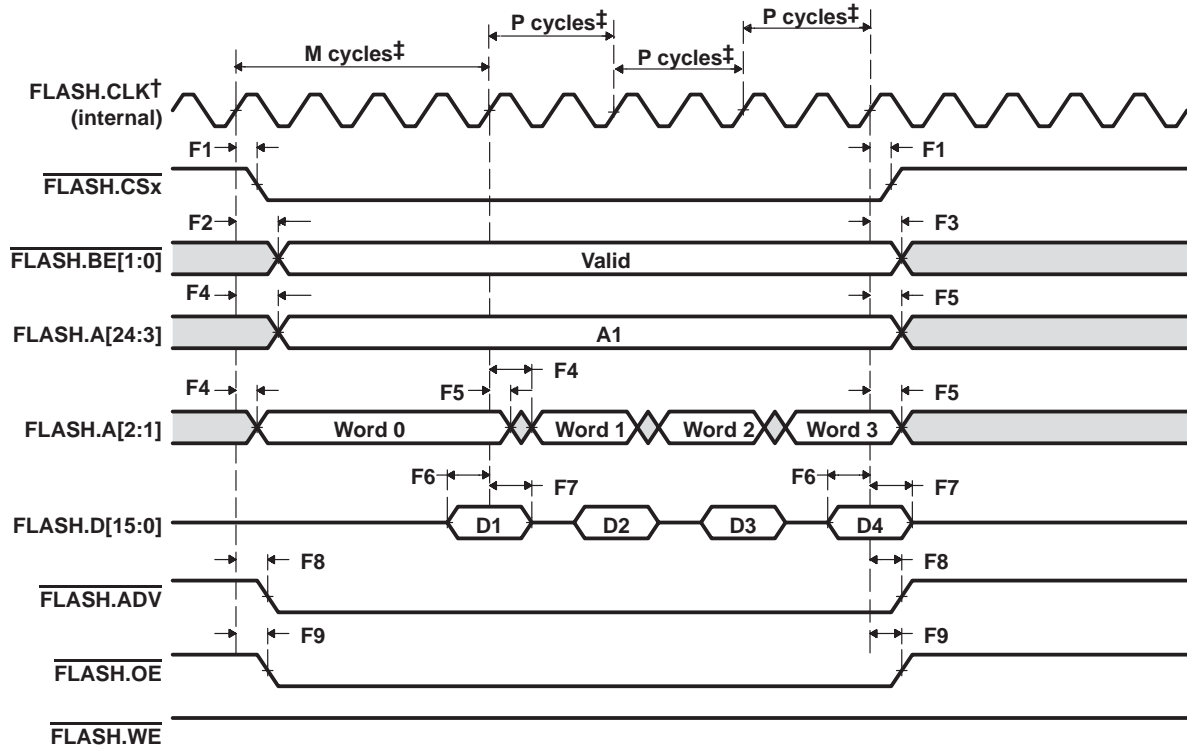 P cycles‡
P cycles‡
M cycles‡
P cycles‡
FLASH.CLK†
(internal)
F1
F1
FLASH.CSx
F2
F3
FLASH.BE[1:0]
Valid
F4
F5
FLASH.A[24:3]
A1
F4
F4
F5
F5
FLASH.A[2:1]
Word 0
Word 1
Word 2
Word 3
F6
F7
F6
F7
FLASH.D[15:0]
D1
D2
D3
D4
F8
F8
FLASH.ADV
F9
F9
FLASH.OE
FLASH.WE